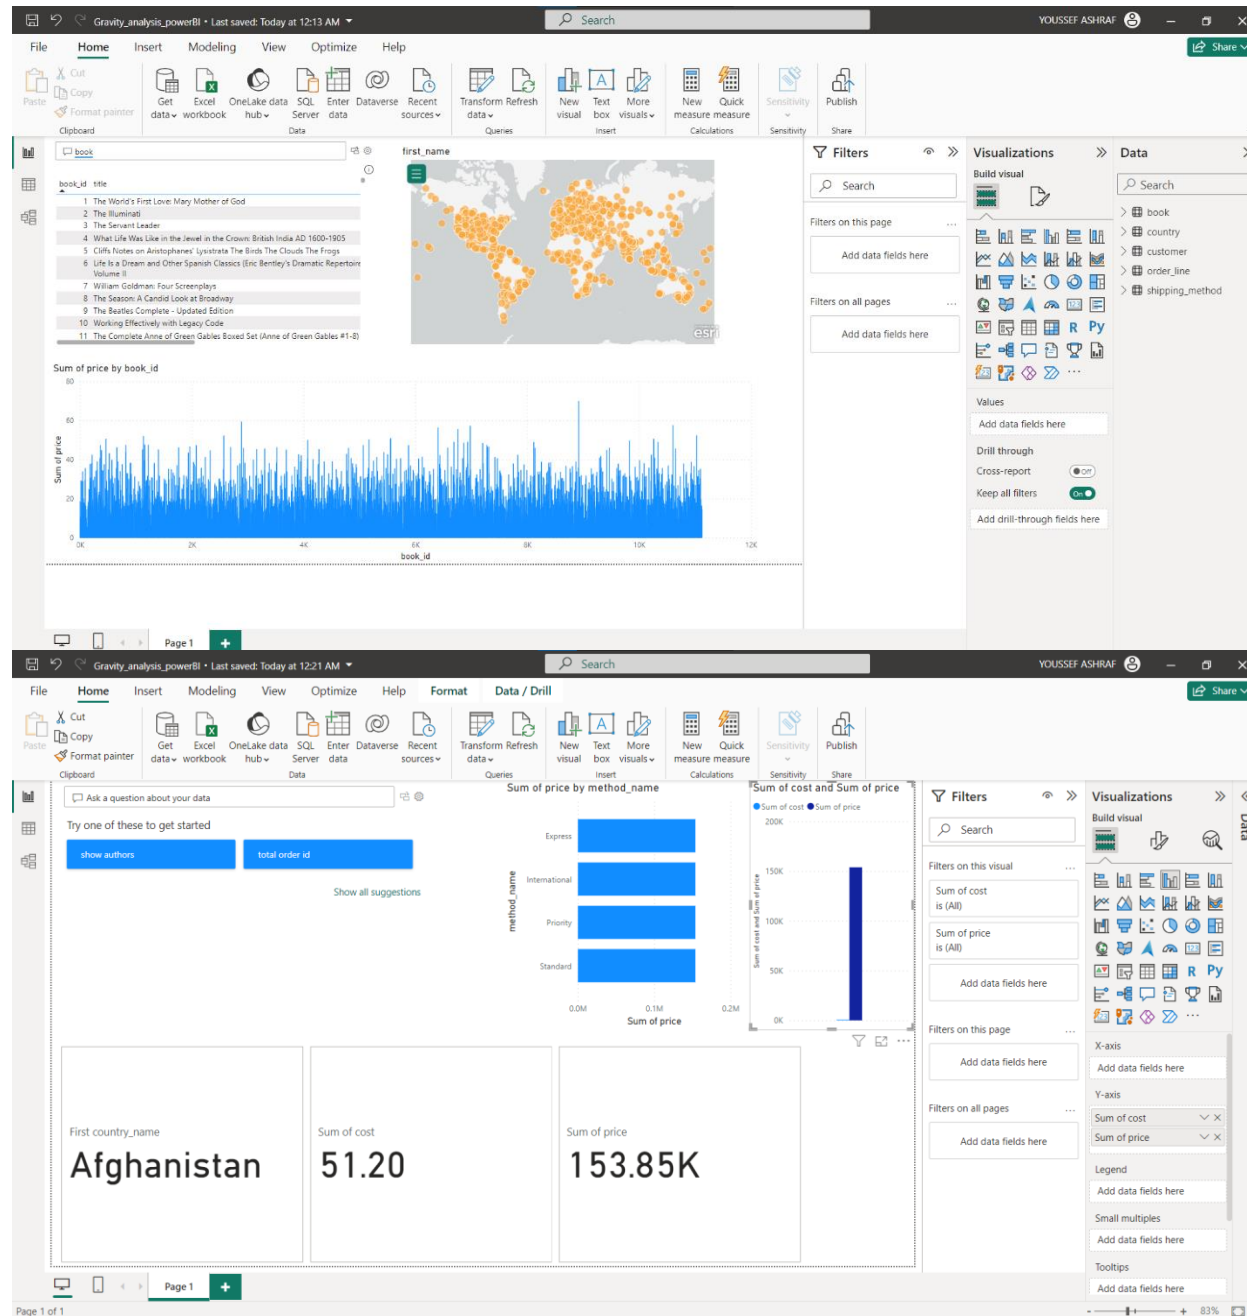 Gravity_analysis_powerBI • Last saved: Today at 12:13 AM
Search
YOUSSEF ASHRAF
File Home Insert Modeling View Optimize Help
Share
Paste
Cut
Copy
Format painter
Get data
Excel workbook
OneLake data hub
SQL Server
Enter data
Dataverse
Recent sources
Transform data
Refresh
New visual
Text box
More visuals
New measure
Quick measure
Sensitivity
Publish
Clipboard Data Queries Insert Calculations Sensitivity Share
book
book_id title
1 The World's First Love: Mary Mother of God
2 The Illuminati
3 The Servant Leader
4 What Life Was Like in the Jewel in the Crown: British India AD 1600-1905
5 Cliffs Notes on Aristophanes' Lysistrata The Birds The Clouds The Frogs
6 Life Is a Dream and Other Spanish Classics (Eric Bentley's Dramatic Repertoire
Volume II
7 William Goldman: Four Screenplays
8 The Season: A Candid Look at Broadway
9 The Beatles Complete - Updated Edition
10 Working Effectively with Legacy Code
11 The Complete Anne of Green Gables Boxed Set (Anne of Green Gables #1-8)
first_name
esri
Sum of price by book_id
Sum of price
80
60
40
20
0
0K 2K 4K 6K 8K 10K 12K
book_id
Filters
Search
Filters on this page ...
Add data fields here
Filters on all pages ...
Add data fields here
Visualizations
Build visual
R Py
123
Values
Add data fields here
Drill through
Cross-report Off
Keep all filters On
Add drill-through fields here
Data
Search
book
country
customer
order_line
shipping_method
Page 1
Gravity_analysis_powerBI • Last saved: Today at 12:21 AM
Search
YOUSSEF ASHRAF
File Home Insert Modeling View Optimize Help Format Data / Drill
Share
Paste
Cut
Copy
Format painter
Get data
Excel workbook
OneLake data hub
SQL Server
Enter data
Dataverse
Recent sources
Transform data
Refresh
New visual
Text box
More visuals
New measure
Quick measure
Sensitivity
Publish
Clipboard Data Queries Insert Calculations Sensitivity Share
Ask a question about your data
Try one of these to get started
show authors
total order id
Show all suggestions
Sum of price by method_name
method_name
Express
International
Priority
Standard
0.0M 0.1M 0.2M
Sum of price
Sum of cost and Sum of price
Sum of cost Sum of price
Sum of cost and Sum of price
200K
150K
100K
50K
0K
First country_name
Afghanistan
Sum of cost
51.20
Sum of price
153.85K
Filters
Search
Filters on this visual ...
Sum of cost
is (All)
Sum of price
is (All)
Add data fields here
Filters on this page ...
Add data fields here
Filters on all pages ...
Add data fields here
Visualizations
Build visual
123
R Py
X-axis
Add data fields here
Y-axis
Sum of cost
Sum of price
Legend
Add data fields here
Small multiples
Add data fields here
Tooltips
Add data fields here
Data
Page 1
Page 1 of 1
- + 83%